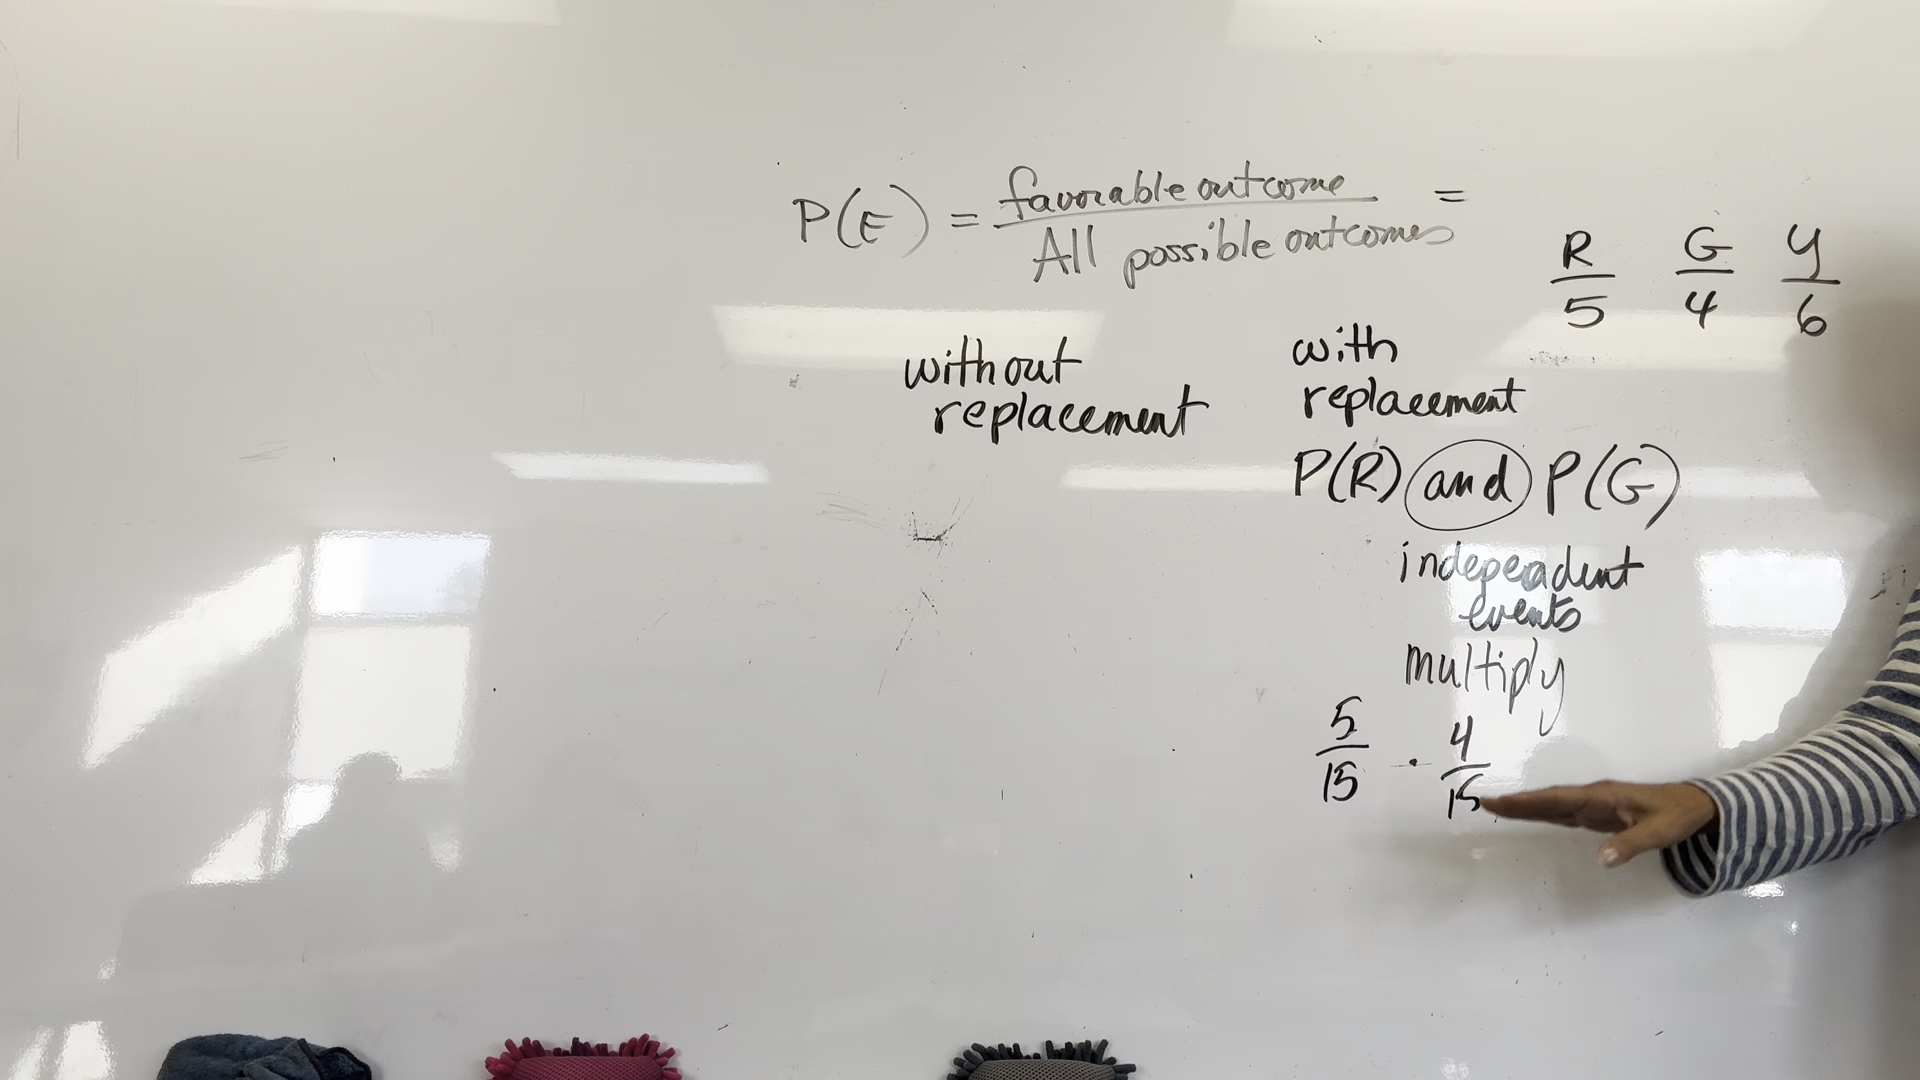 P(E) = favorable outcome / All possible outcomes =
R G Y
5 4 6
without replacement
with replacement
P(R) and P(G)
independent
events
multiply
5/15 · 4/15